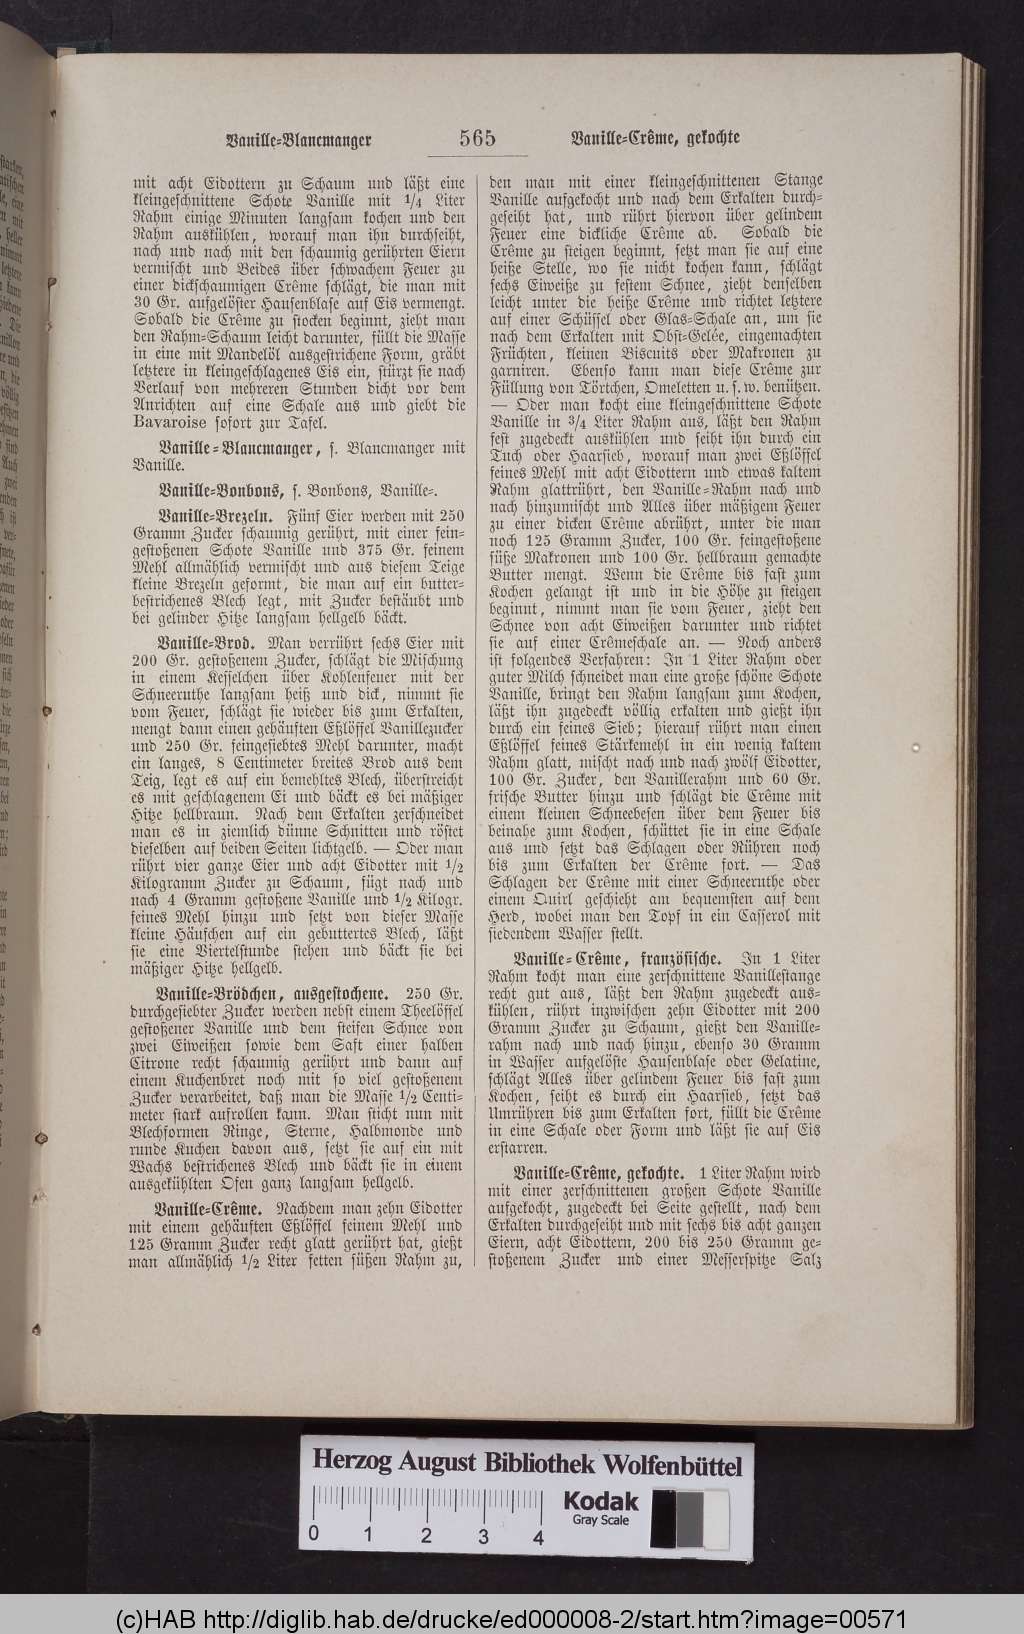 Vanille-Blancmanger 565 Vanille-Crême, gekochte
mit acht Eidottern zu Schaum und läßt eine
kleingeschnittene Schote Vanille mit 1/4 Liter
Rahm einige Minuten langsam kochen und den
Rahm auskühlen, worauf man ihn durchseiht,
nach und nach mit den schaumig gerührten Eiern
vermischt und Beides über schwachem Feuer zu
einer dickschaumigen Crême schlägt, die man mit
30 Gr. aufgelöster Hausenblase auf Eis vermengt.
Sobald die Crême zu stocken beginnt, zieht man
den Rahm-Schaum leicht darunter, füllt die Masse
in eine mit Mandelöl ausgestrichene Form, gräbt
letztere in kleingeschlagenes Eis ein, stürzt sie nach
Verlauf von mehreren Stunden dicht vor dem
Anrichten auf eine Schale aus und giebt die
Bavaroise sofort zur Tafel.
Vanille-Blancmanger, s. Blancmanger mit
Vanille.
Vanille-Bonbons, s. Bonbons, Vanille-.
Vanille-Brezeln. Fünf Eier werden mit 250
Gramm Zucker schaumig gerührt, mit einer fein-
gestoßenen Schote Vanille und 375 Gr. feinem
Mehl allmählich vermischt und aus diesem Teige
kleine Brezeln geformt, die man auf ein butter-
bestrichenes Blech legt, mit Zucker bestäubt und
bei gelinder Hitze langsam hellgelb bäckt.
Vanille-Brod. Man verrührt sechs Eier mit
200 Gr. gestoßenem Zucker, schlägt die Mischung
in einem Kesselchen über Kohlenfeuer mit der
Schneeruthe langsam heiß und dick, nimmt sie
vom Feuer, schlägt sie wieder bis zum Erkalten,
mengt dann einen gehäuften Eßlöffel Vanillezucker
und 250 Gr. feingesiebtes Mehl darunter, macht
ein langes, 8 Centimeter breites Brod aus dem
Teig, legt es auf ein bemehltes Blech, überstreicht
es mit geschlagenem Ei und bäckt es bei mäßiger
Hitze hellbraun. Nach dem Erkalten zerschneidet
man es in ziemlich dünne Schnitten und röstet
dieselben auf beiden Seiten lichtgelb. — Oder man
rührt vier ganze Eier und acht Eidotter mit 1/2
Kilogramm Zucker zu Schaum, fügt nach und
nach 4 Gramm gestoßene Vanille und 1/2 Kilogr.
feines Mehl hinzu und setzt von dieser Masse
kleine Häufchen auf ein gebuttertes Blech, läßt
sie eine Viertelstunde stehen und bäckt sie bei
mäßiger Hitze hellgelb.
Vanille-Brödchen, ausgestochene. 250 Gr.
durchgesiebter Zucker werden nebst einem Theelöffel
gestoßener Vanille und dem steifen Schnee von
zwei Eiweißen sowie dem Saft einer halben
Citrone recht schaumig gerührt und dann auf
einem Kuchenbret noch mit so viel gestoßenem
Zucker verarbeitet, daß man die Masse 1/2 Centi-
meter stark aufrollen kann. Man sticht nun mit
Blechformen Ringe, Sterne, Halbmonde und
runde Kuchen davon aus, setzt sie auf ein mit
Wachs bestrichenes Blech und bäckt sie in einem
ausgekühlten Ofen ganz langsam hellgelb.
Vanille-Crême. Nachdem man zehn Eidotter
mit einem gehäuften Eßlöffel feinem Mehl und
125 Gramm Zucker recht glatt gerührt hat, gießt
man allmählich 1/2 Liter fetten süßen Rahm zu,
den man mit einer kleingeschnittenen Stange
Vanille aufgekocht und nach dem Erkalten durch-
geseiht hat, und rührt hiervon über gelindem
Feuer eine dickliche Crême ab. Sobald die
Crême zu steigen beginnt, setzt man sie auf eine
heiße Stelle, wo sie nicht kochen kann, schlägt
sechs Eiweiße zu festem Schnee, zieht denselben
leicht unter die heiße Crême und richtet letztere
auf einer Schüssel oder Glas-Schale an, um sie
nach dem Erkalten mit Obst-Gelée, eingemachten
Früchten, kleinen Biscuits oder Makronen zu
garniren. Ebenso kann man diese Crême zur
Füllung von Törtchen, Omeletten u. s. w. benützen.
— Oder man kocht eine kleingeschnittene Schote
Vanille in 3/4 Liter Rahm aus, läßt den Rahm
fest zugedeckt auskühlen und seiht ihn durch ein
Tuch oder Haarsieb, worauf man zwei Eßlöffel
feines Mehl mit acht Eidottern und etwas kaltem
Rahm glattrührt, den Vanille-Rahm nach und
nach hinzumischt und Alles über mäßigem Feuer
zu einer dicken Crême abrührt, unter die man
noch 125 Gramm Zucker, 100 Gr. feingestoßene
süße Makronen und 100 Gr. hellbraun gemachte
Butter mengt. Wenn die Crême bis fast zum
Kochen gelangt ist und in die Höhe zu steigen
beginnt, nimmt man sie vom Feuer, zieht den
Schnee von acht Eiweißen darunter und richtet
sie auf einer Crêmeschale an. — Noch anders
ist folgendes Verfahren: In 1 Liter Rahm oder
guter Milch schneidet man eine große schöne Schote
Vanille, bringt den Rahm langsam zum Kochen,
läßt ihn zugedeckt völlig erkalten und gießt ihn
durch ein feines Sieb; hierauf rührt man einen
Eßlöffel feines Stärkemehl in ein wenig kaltem
Rahm glatt, mischt nach und nach zwölf Eidotter,
100 Gr. Zucker, den Vanillerahm und 60 Gr.
frische Butter hinzu und schlägt die Crême mit
einem kleinen Schneebesen über dem Feuer bis
beinahe zum Kochen, schüttet sie in eine Schale
aus und setzt das Schlagen oder Rühren noch
bis zum Erkalten der Crême fort. — Das
Schlagen der Crême mit einer Schneeruthe oder
einem Quirl geschieht am bequemsten auf dem
Herd, wobei man den Topf in ein Casserol mit
siedendem Wasser stellt.
Vanille-Crême, französische. In 1 Liter
Rahm kocht man eine zerschnittene Vanillestange
recht gut aus, läßt den Rahm zugedeckt aus-
kühlen, rührt inzwischen zehn Eidotter mit 200
Gramm Zucker zu Schaum, gießt den Vanille-
rahm nach und nach hinzu, ebenso 30 Gramm
in Wasser aufgelöste Hausenblase oder Gelatine,
schlägt Alles über gelindem Feuer bis fast zum
Kochen, seiht es durch ein Haarsieb, setzt das
Umrühren bis zum Erkalten fort, füllt die Crême
in eine Schale oder Form und läßt sie auf Eis
erstarren.
Vanille-Crême, gekochte. 1 Liter Rahm wird
mit einer zerschnittenen großen Schote Vanille
aufgekocht, zugedeckt bei Seite gestellt, nach dem
Erkalten durchgeseiht und mit sechs bis acht ganzen
Eiern, acht Eidottern, 200 bis 250 Gramm ge-
stoßenem Zucker und einer Messerspitze Salz
Herzog August Bibliothek Wolfenbüttel
0 1 2 3 4
Kodak
Gray Scale
(c)HAB http://diglib.hab.de/drucke/ed000008-2/start.htm?image=00571